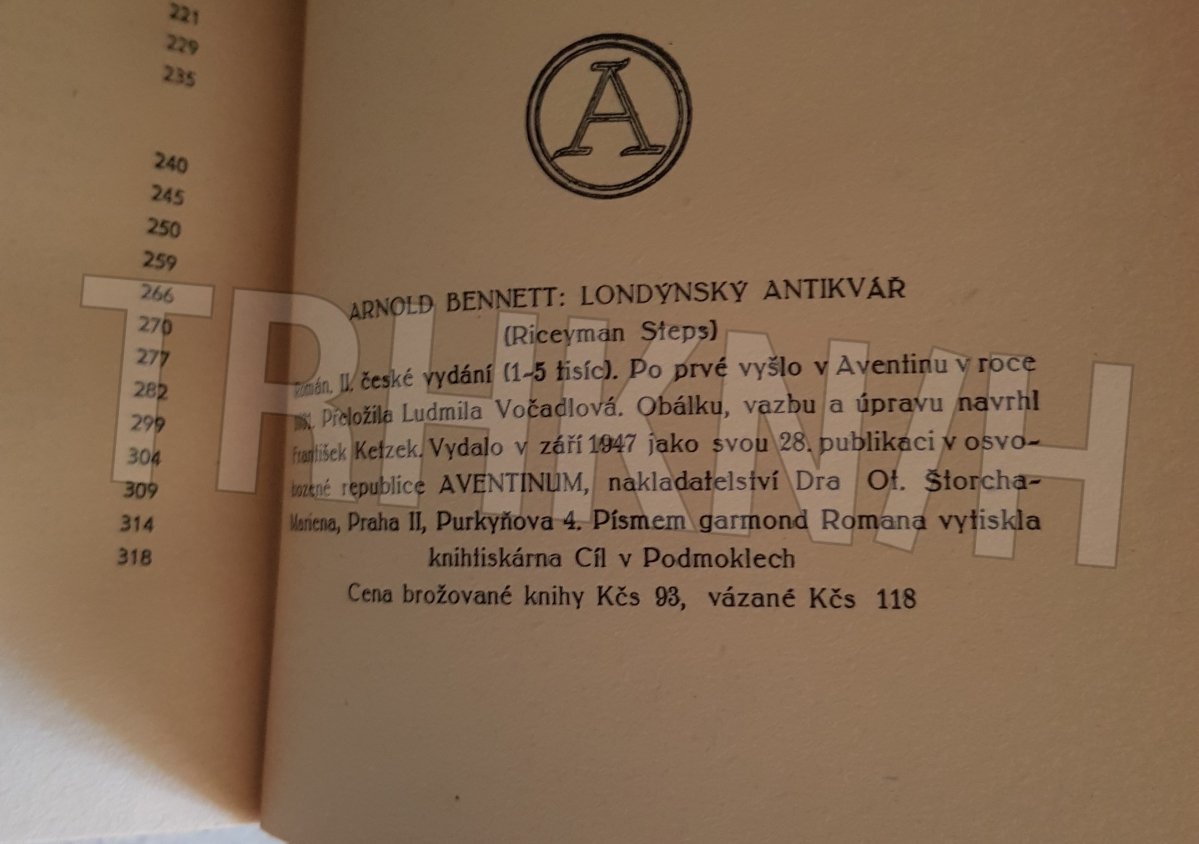 221
229
235
240
245
250
259
266
270
277
282
299
304
309
314
318
A
ARNOLD BENNETT: LONDÝNSKÝ ANTIKVÁŘ
(Riceyman Steps)
Román. II. české vydání (1-5 tisíc). Po prvé vyšlo v Aventinu v roce
Přeložila Ludmila Vočadlová. Obálku, vazbu a úpravu navrhl
František Ketzek. Vydalo v září 1947 jako svou 28. publikaci v osvo-
bozené republice AVENTINUM, nakladatelství Dra Ot. Štorcha-
Mariena, Praha II, Purkyňova 4. Písmem garmond Romana vytiskla
knihtiskárna Cíl v Podmoklech
Cena brožované knihy Kčs 93, vázané Kčs 118
TRHKNIH